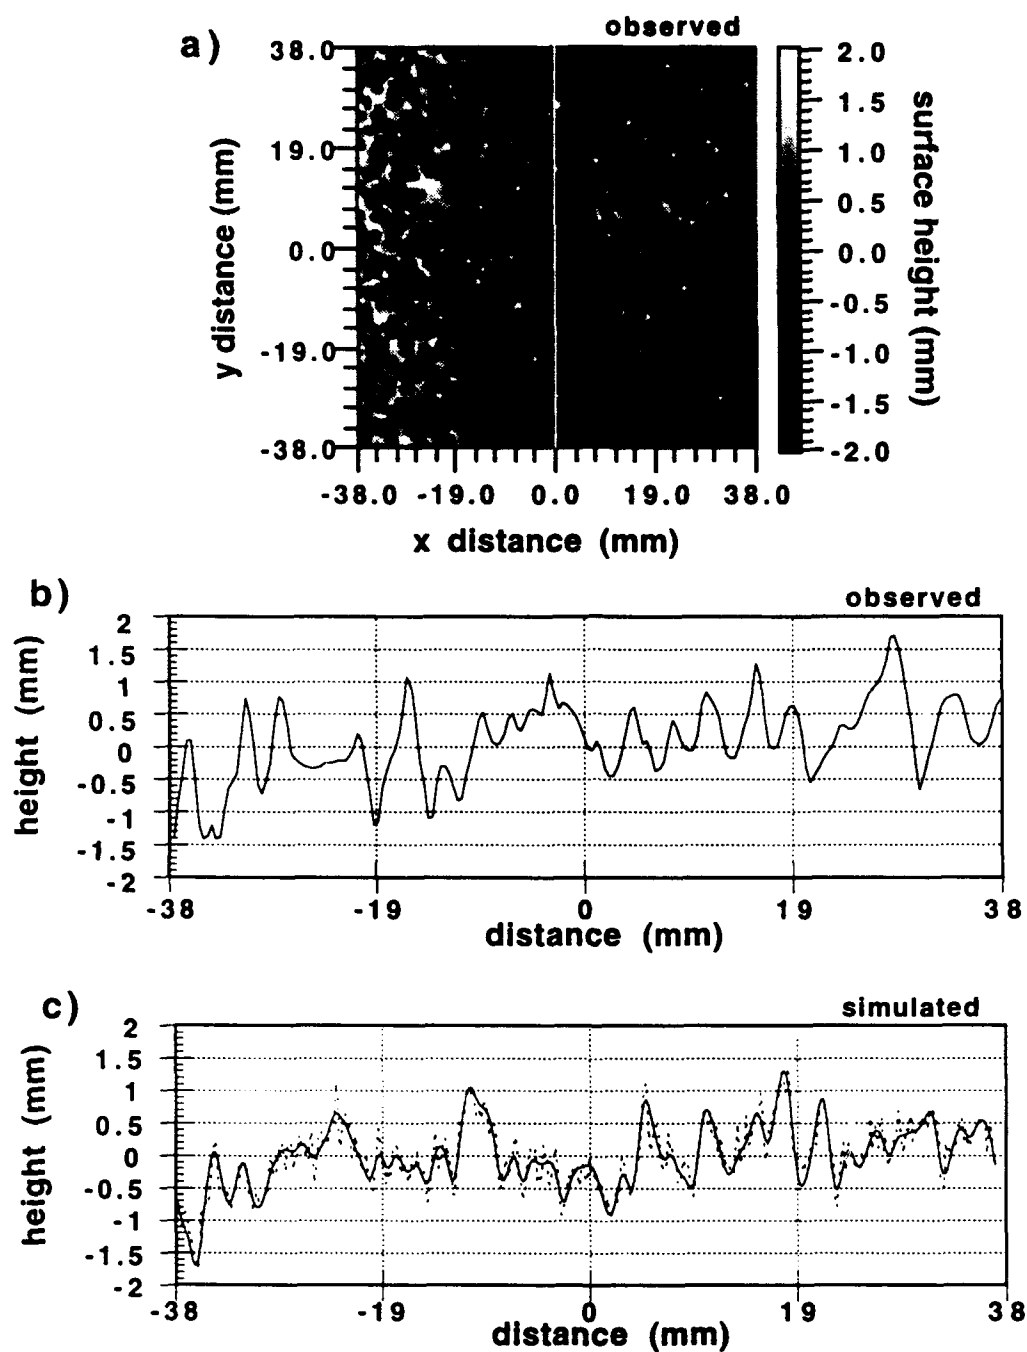 observed
a)
38.0
19.0
0.0
-19.0
-38.0
y distance (mm)
-38.0 -19.0 0.0 19.0 38.0
x distance (mm)
2.0
1.5
1.0
0.5
0.0
-0.5
-1.0
-1.5
-2.0
surface height (mm)
b)
observed
2
1.5
1
0.5
0
-0.5
-1
-1.5
-2
height (mm)
-38 -19 0 19 38
distance (mm)
c)
simulated
2
1.5
1
0.5
0
-0.5
-1
-1.5
-2
height (mm)
-38 -19 0 19 38
distance (mm)